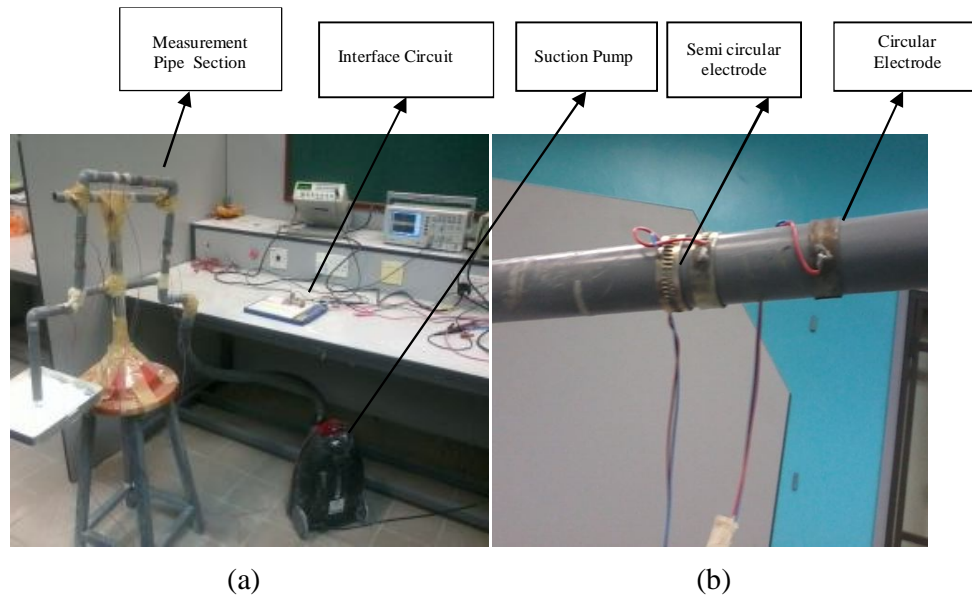 Measurement
Pipe Section
Interface Circuit
Suction Pump
Semi circular
electrode
Circular
Electrode
(a)
(b)